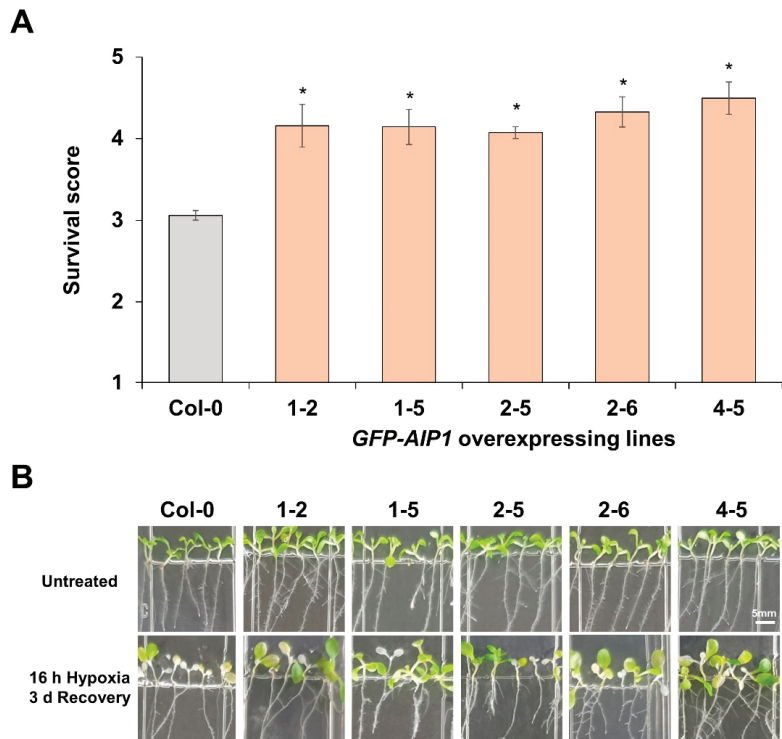 A
5
4
3
2
1
Survival score
* * * * *
Col-0 1-2 1-5 2-5 2-6 4-5
GFP-AIP1 overexpressing lines
B
Col-0 1-2 1-5 2-5 2-6 4-5
Untreated
5mm
16 h Hypoxia
3 d Recovery